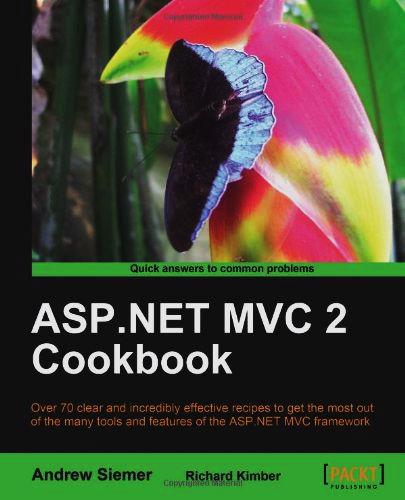 Copyrighted Material
Quick answers to common problems
ASP.NET MVC 2
Cookbook
Over 70 clear and incredibly effective recipes to get the most out
of the many tools and features of the ASP.NET MVC framework
Andrew Siemer Richard Kimber
[PACKT]
PUBLISHING
Copyrighted Material